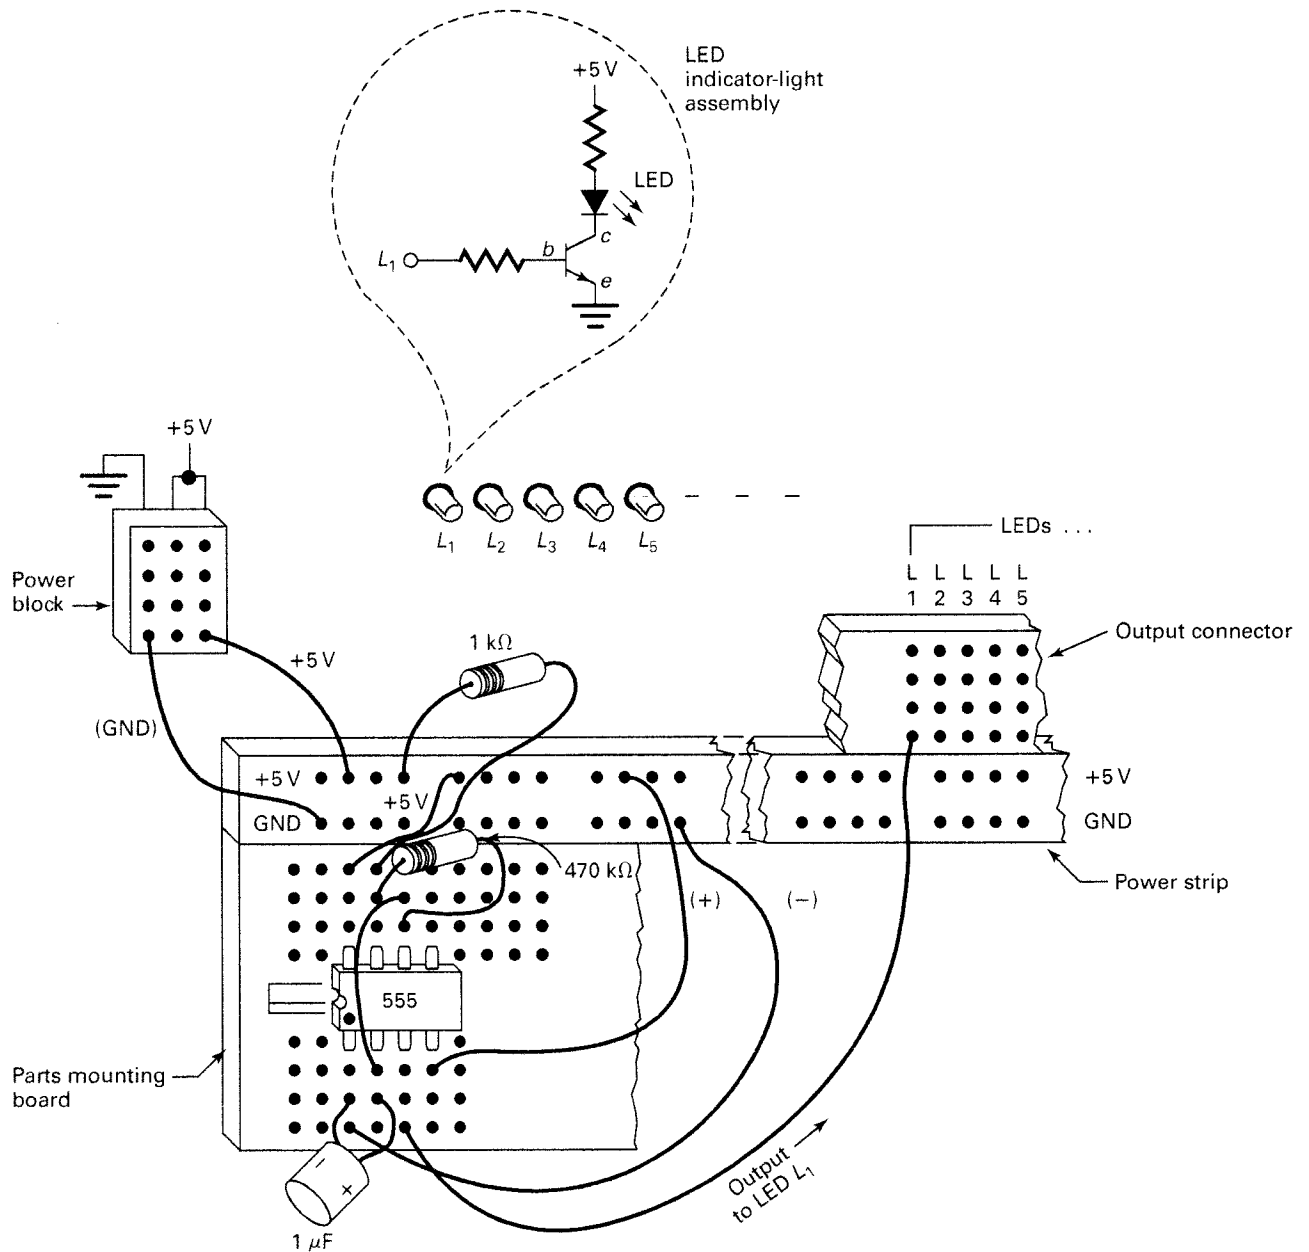 LED
indicator-light
assembly
+5 V
LED
L₁
b
c
e
+5 V
L₁ L₂ L₃ L₄ L₅
LEDs . . .
L L L L L
1 2 3 4 5
Power
block
Output connector
1 kΩ
+5 V
(GND)
+5 V
+5 V
+5 V
GND
GND
470 kΩ
(+)
(−)
Power strip
555
Parts mounting
board
Output
to LED L₁
−
+
1 μF